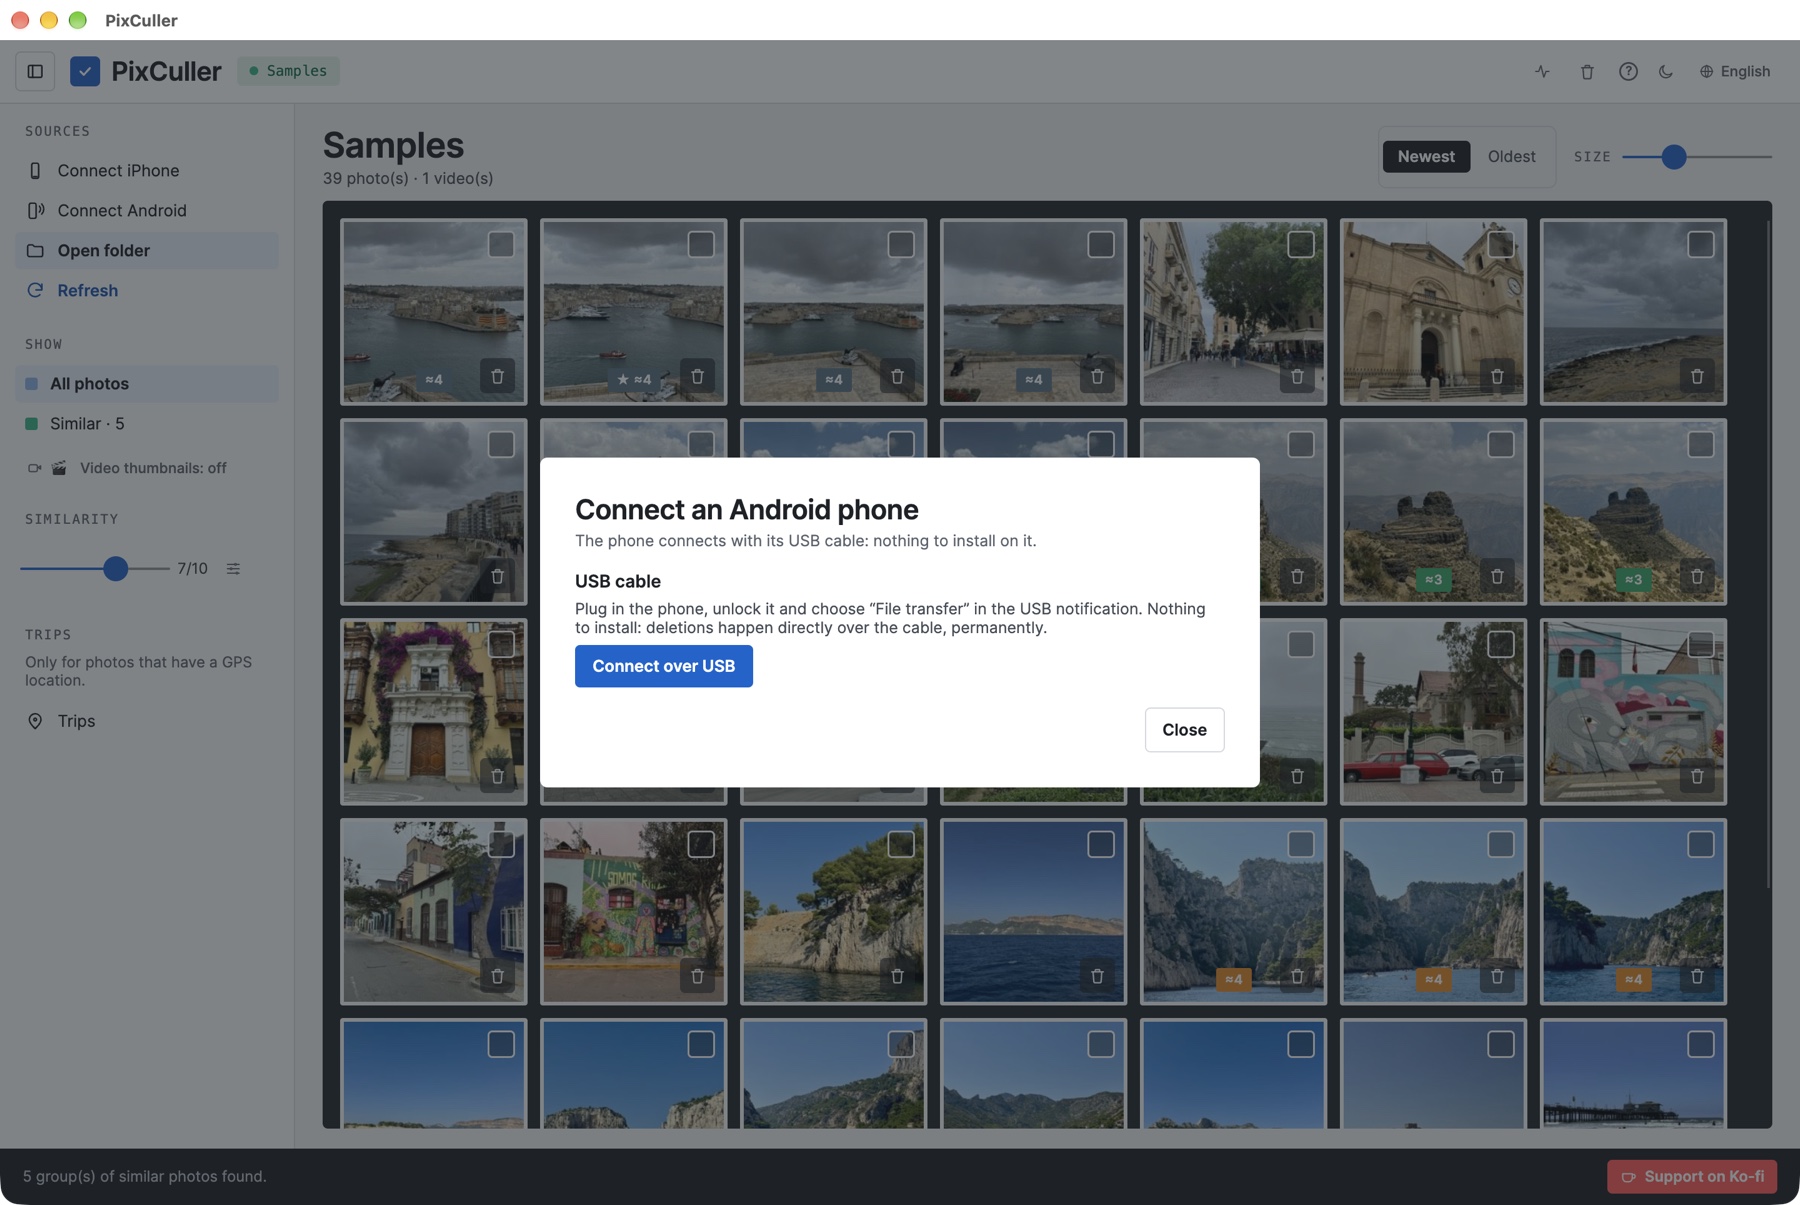 PixCuller
PixCuller
Samples
English
SOURCES
Connect iPhone
Connect Android
Open folder
Refresh
SHOW
All photos
Similar · 5
Video thumbnails: off
SIMILARITY
7/10
TRIPS
Only for photos that have a GPS
location.
Trips
Samples
39 photo(s) · 1 video(s)
Newest
Oldest
SIZE
≈4
★ ≈4
≈4
≈4
≈3
≈3
Connect an Android phone
The phone connects with its USB cable: nothing to install on it.
USB cable
Plug in the phone, unlock it and choose “File transfer” in the USB notification. Nothing
to install: deletions happen directly over the cable, permanently.
Connect over USB
Close
SOMOS
≈4
≈4
≈4
5 group(s) of similar photos found.
Support on Ko-fi